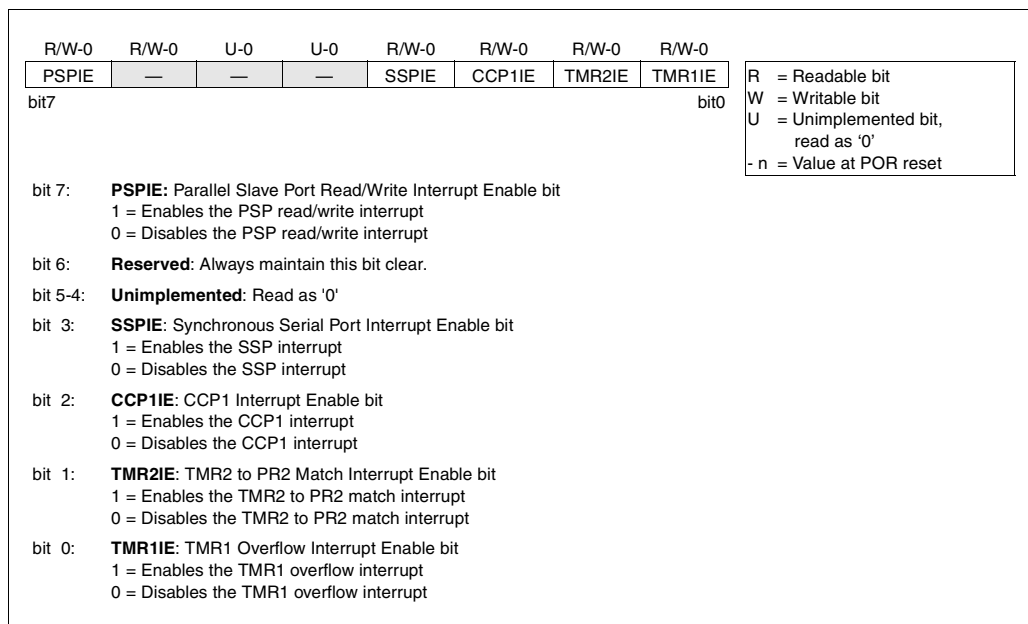 R/W-0 R/W-0 U-0 U-0 R/W-0 R/W-0 R/W-0 R/W-0
PSPIE — — — SSPIE CCP1IE TMR2IE TMR1IE
bit7 bit0
R = Readable bit
W = Writable bit
U = Unimplemented bit,
read as ‘0’
- n = Value at POR reset
bit 7: PSPIE: Parallel Slave Port Read/Write Interrupt Enable bit
1 = Enables the PSP read/write interrupt
0 = Disables the PSP read/write interrupt
bit 6: Reserved: Always maintain this bit clear.
bit 5-4: Unimplemented: Read as '0'
bit 3: SSPIE: Synchronous Serial Port Interrupt Enable bit
1 = Enables the SSP interrupt
0 = Disables the SSP interrupt
bit 2: CCP1IE: CCP1 Interrupt Enable bit
1 = Enables the CCP1 interrupt
0 = Disables the CCP1 interrupt
bit 1: TMR2IE: TMR2 to PR2 Match Interrupt Enable bit
1 = Enables the TMR2 to PR2 match interrupt
0 = Disables the TMR2 to PR2 match interrupt
bit 0: TMR1IE: TMR1 Overflow Interrupt Enable bit
1 = Enables the TMR1 overflow interrupt
0 = Disables the TMR1 overflow interrupt